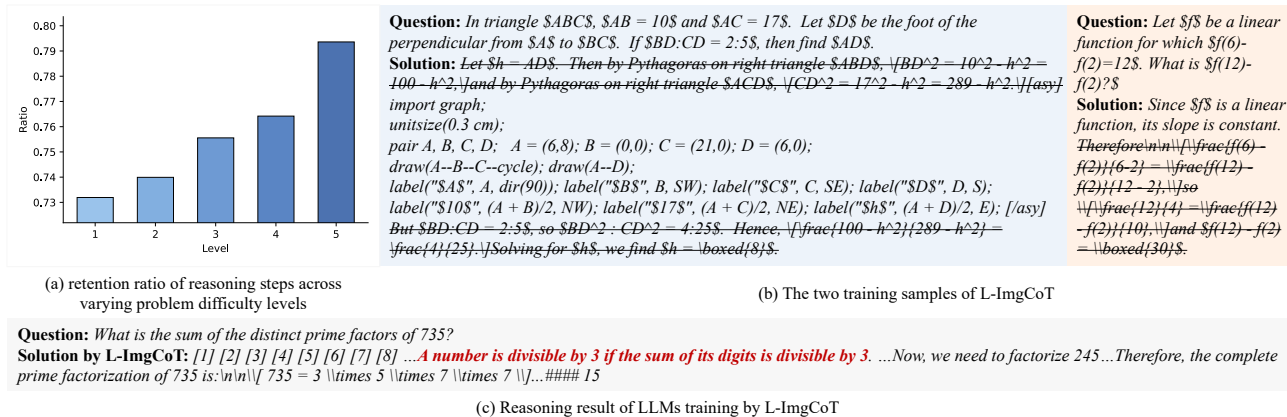 0.80
0.79
0.78
0.77
0.76
0.75
0.74
0.73
Ratio
1 2 3 4 5
Level
(a) retention ratio of reasoning steps across
varying problem difficulty levels
Question: In triangle $ABC$, $AB = 10$ and $AC = 17$. Let $D$ be the foot of the
perpendicular from $A$ to $BC$. If $BD:CD = 2:5$, then find $AD$.
Solution: Let $h = AD$. Then by Pythagoras on right triangle $ABD$, \[BD^2 = 10^2 - h^2 =
100 - h^2,\]and by Pythagoras on right triangle $ACD$, \[CD^2 = 17^2 - h^2 = 289 - h^2.\][asy]
import graph;
unitsize(0.3 cm);
pair A, B, C, D; A = (6,8); B = (0,0); C = (21,0); D = (6,0);
draw(A--B--C--cycle); draw(A--D);
label("$A$", A, dir(90)); label("$B$", B, SW); label("$C$", C, SE); label("$D$", D, S);
label("$10$", (A + B)/2, NW); label("$17$", (A + C)/2, NE); label("$h$", (A + D)/2, E); [/asy]
But $BD:CD = 2:5$, so $BD^2 : CD^2 = 4:25$. Hence, \[\frac{100 - h^2}{289 - h^2} =
\frac{4}{25}.\]Solving for $h$, we find $h = \boxed{8}$.
Question: Let $f$ be a linear
function for which $f(6)-
f(2)=12$. What is $f(12)-
f(2)?$
Solution: Since $f$ is a linear
function, its slope is constant.
Therefore\n\n\\[\\frac{f(6) -
f(2)}{6-2} = \\frac{f(12) -
f(2)}{12 - 2},\\]so
\\[\\frac{12}{4} =\\frac{f(12)
- f(2)}{10},\\]and $f(12) - f(2)
= \\boxed{30}$.
(b) The two training samples of L-ImgCoT
Question: What is the sum of the distinct prime factors of 735?
Solution by L-ImgCoT: [1] [2] [3] [4] [5] [6] [7] [8] ...A number is divisible by 3 if the sum of its digits is divisible by 3. ...Now, we need to factorize 245...Therefore, the complete
prime factorization of 735 is:\n\n\\[ 735 = 3 \\times 5 \\times 7 \\times 7 \\]...#### 15
(c) Reasoning result of LLMs training by L-ImgCoT